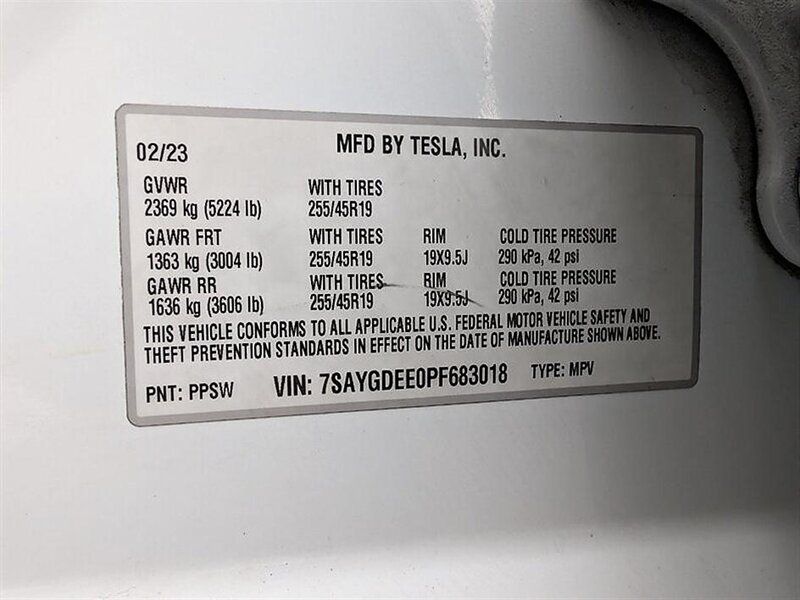 02/23 MFD BY TESLA, INC.
GVWR WITH TIRES
2369 kg (5224 lb) 255/45R19
GAWR FRT WITH TIRES RIM COLD TIRE PRESSURE
1363 kg (3004 lb) 255/45R19 19X9.5J 290 kPa, 42 psi
GAWR RR WITH TIRES RIM COLD TIRE PRESSURE
1636 kg (3606 lb) 255/45R19 19X9.5J 290 kPa, 42 psi
THIS VEHICLE CONFORMS TO ALL APPLICABLE U.S. FEDERAL MOTOR VEHICLE SAFETY AND
THEFT PREVENTION STANDARDS IN EFFECT ON THE DATE OF MANUFACTURE SHOWN ABOVE.
PNT: PPSW VIN: 7SAYGDEE0PF683018 TYPE: MPV